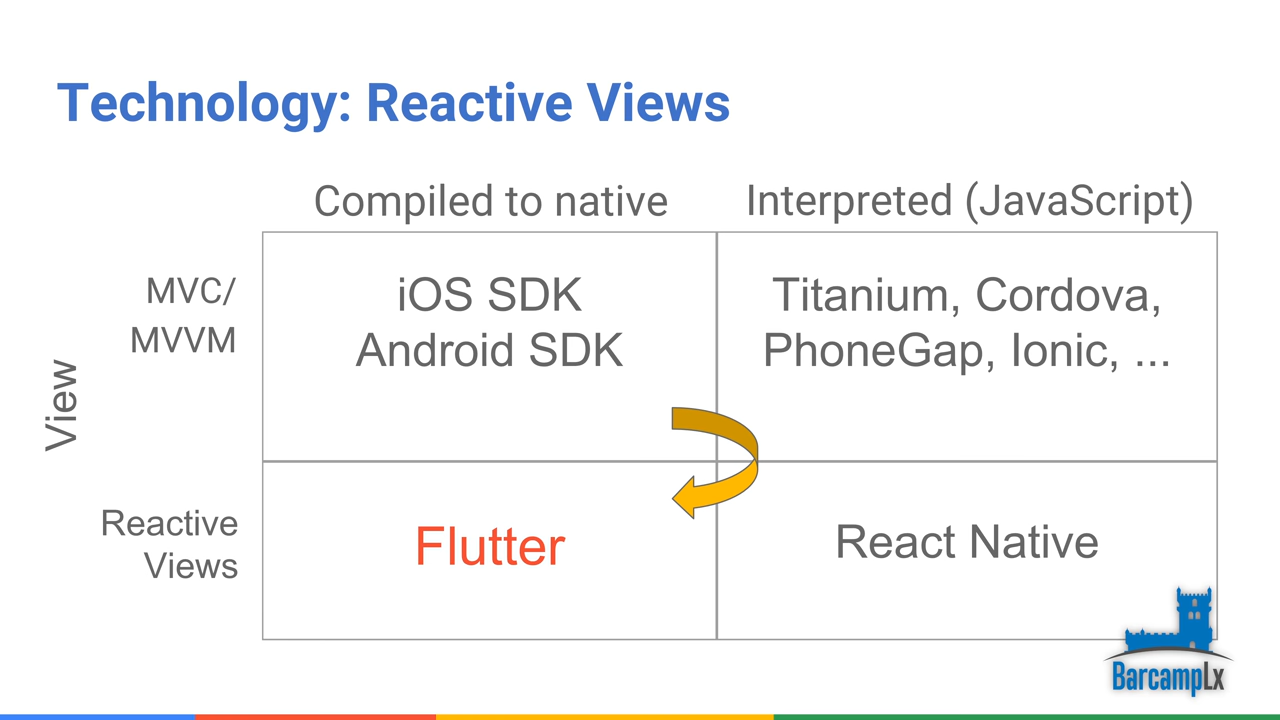 Technology: Reactive Views
Compiled to native
Interpreted (JavaScript)
View
MVC/
MVVM
iOS SDK
Android SDK
Titanium, Cordova,
PhoneGap, Ionic, ...
Reactive
Views
Flutter
React Native
BarcampLx